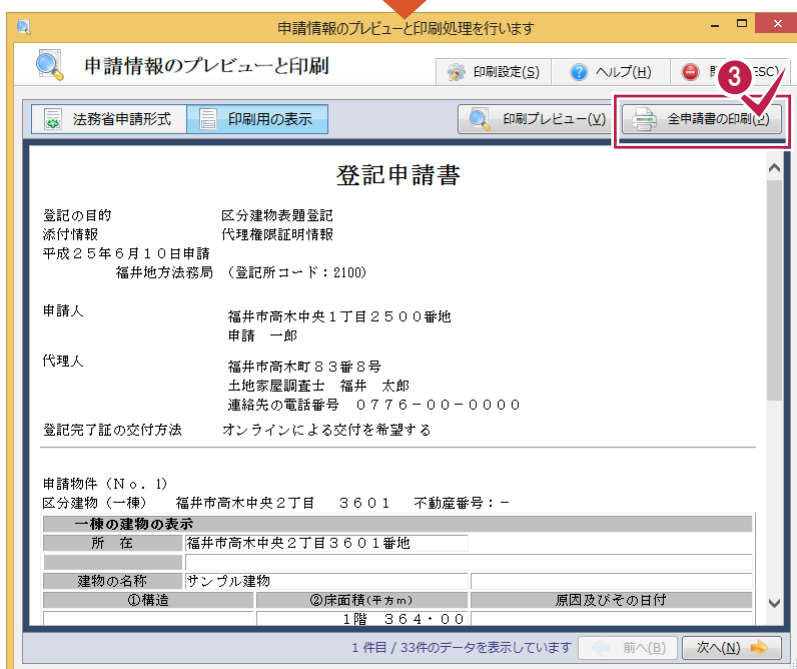 申請情報のプレビューと印刷処理を行います
申請情報のプレビューと印刷
印刷設定(S)
ヘルプ(H)
ESC)
3
法務省申請形式
印刷用の表示
印刷プレビュー(V)
全申請書の印刷(P)
登記申請書
登記の目的 区分建物表題登記
添付情報 代理権限証明情報
平成25年6月10日申請
福井地方法務局 (登記所コード:2100)
申請人 福井市高木中央1丁目2500番地
申請 一郎
代理人 福井市高木町83番8号
土地家屋調査士 福井 太郎
連絡先の電話番号 0776-00-0000
登記完了証の交付方法 オンラインによる交付を希望する
申請物件(No.1)
区分建物(一棟) 福井市高木中央2丁目 3601 不動産番号:-
一棟の建物の表示
所 在 福井市高木中央2丁目3601番地
建物の名称 サンプル建物
①構造 ②床面積(平方m) 原因及びその日付
1階 364・00
1 件目 / 33件のデータを表示しています
前へ(B)
次へ(N)